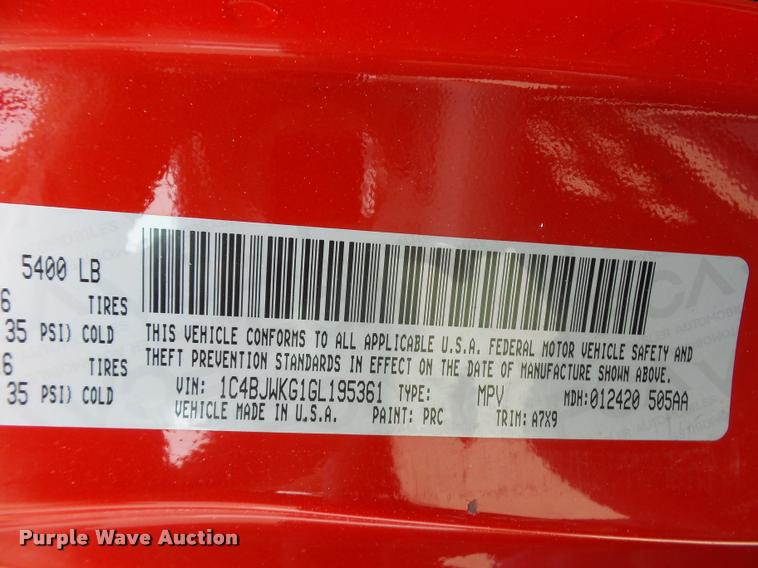 5400 LB
6 TIRES
35 PSI) COLD
6 TIRES
35 PSI) COLD
THIS VEHICLE CONFORMS TO ALL APPLICABLE U.S.A. FEDERAL MOTOR VEHICLE SAFETY AND
THEFT PREVENTION STANDARDS IN EFFECT ON THE DATE OF MANUFACTURE SHOWN ABOVE.
VIN: 1C4BJWKG1GL195361 TYPE: MPV MDH:012420 505AA
VEHICLE MADE IN U.S.A. PAINT: PRC TRIM: A7X9
Purple Wave Auction